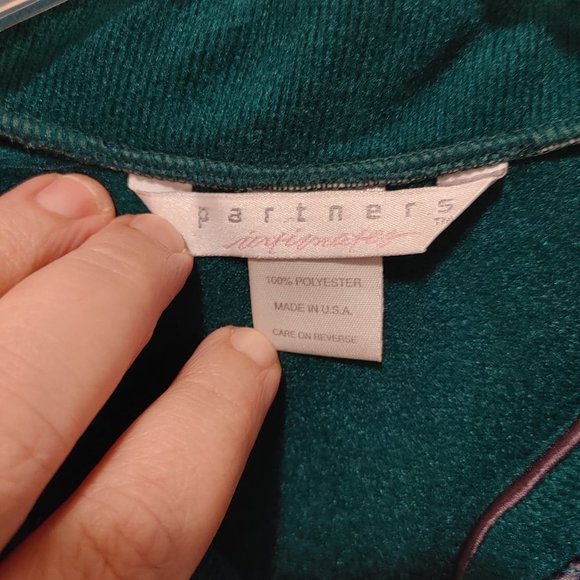 partners TM
intimates
100% POLYESTER
MADE IN U.S.A.
CARE ON REVERSE